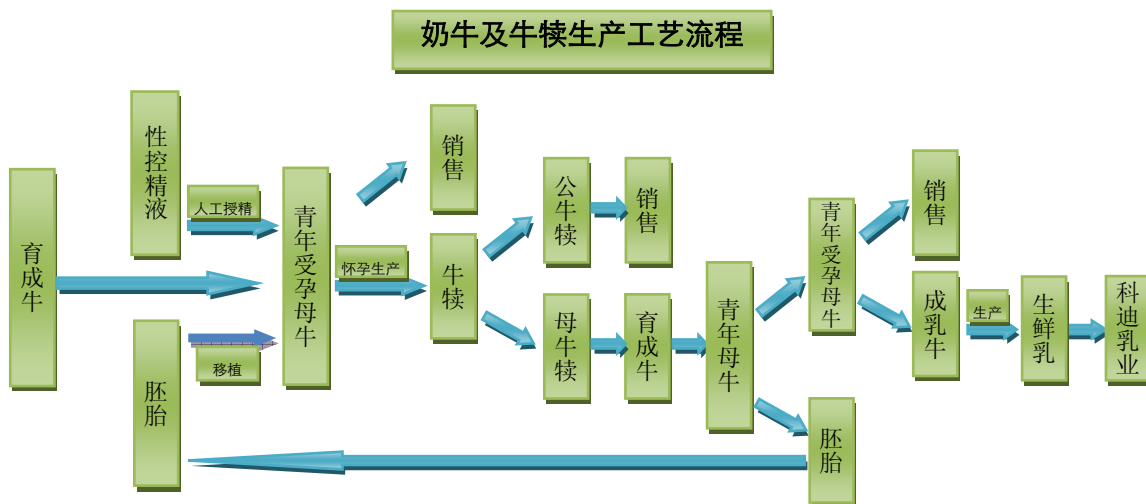 奶牛及牛犊生产工艺流程
育成牛
性控精液
胚胎
人工授精
移植
青年受孕母牛
怀孕生产
销售
牛犊
公牛犊
销售
母牛犊
育成牛
青年母牛
青年受孕母牛
胚胎
销售
成乳牛
生产
生鲜乳
科迪乳业